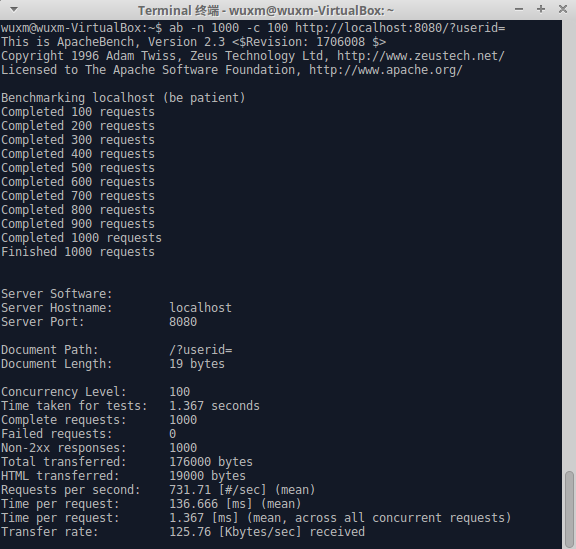 Terminal 终端 - wuxm@wuxm-VirtualBox: ~
wuxm@wuxm-VirtualBox:~$ ab -n 1000 -c 100 http://localhost:8080/?userid=
This is ApacheBench, Version 2.3 <$Revision: 1706008 $>
Copyright 1996 Adam Twiss, Zeus Technology Ltd, http://www.zeustech.net/
Licensed to The Apache Software Foundation, http://www.apache.org/
Benchmarking localhost (be patient)
Completed 100 requests
Completed 200 requests
Completed 300 requests
Completed 400 requests
Completed 500 requests
Completed 600 requests
Completed 700 requests
Completed 800 requests
Completed 900 requests
Completed 1000 requests
Finished 1000 requests
Server Software:
Server Hostname:        localhost
Server Port:            8080
Document Path:          /?userid=
Document Length:        19 bytes
Concurrency Level:      100
Time taken for tests:   1.367 seconds
Complete requests:      1000
Failed requests:        0
Non-2xx responses:      1000
Total transferred:      176000 bytes
HTML transferred:       19000 bytes
Requests per second:    731.71 [#/sec] (mean)
Time per request:       136.666 [ms] (mean)
Time per request:       1.367 [ms] (mean, across all concurrent requests)
Transfer rate:          125.76 [Kbytes/sec] received